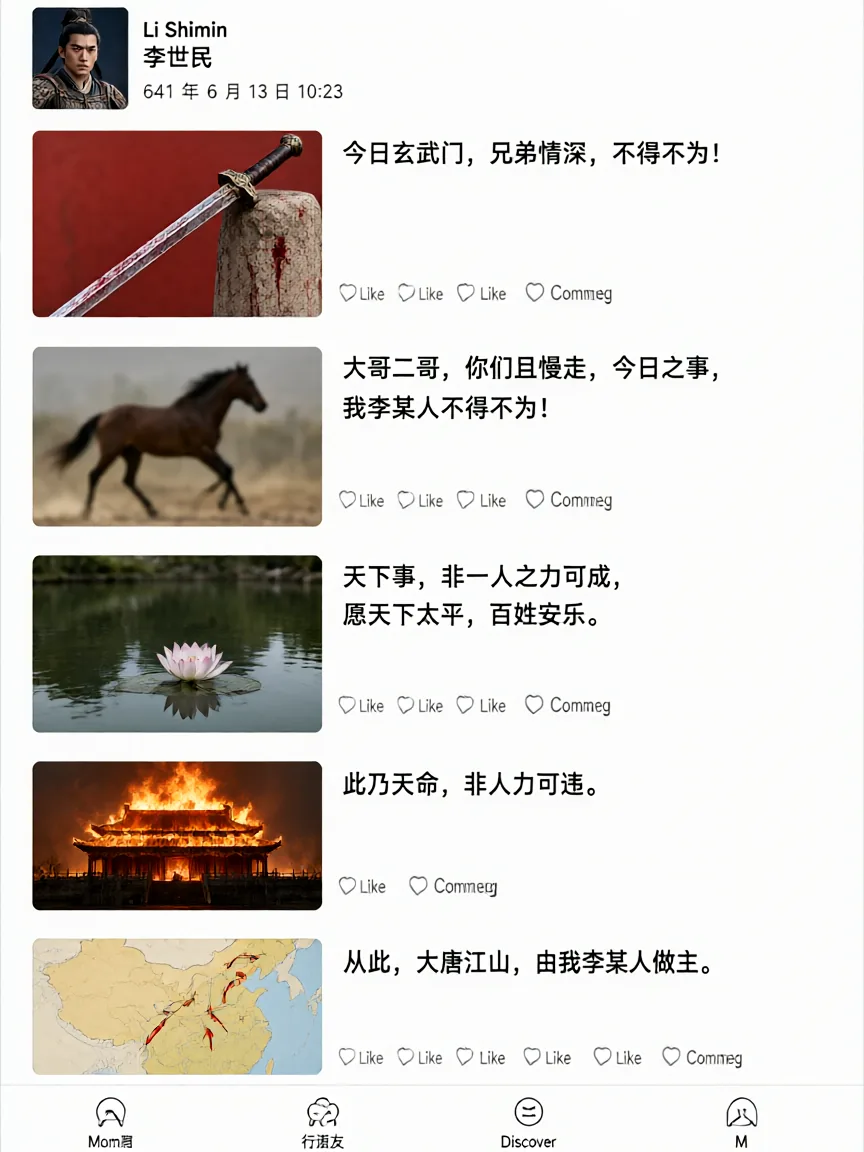 Li Shimin
李世民
641 年 6 月 13 日 10:23
今日玄武门，兄弟情深，不得不为！
Like Like Like Commeg
大哥二哥，你们且慢走，今日之事，
我李某人不得不为！
Like Like Like Commeg
天下事，非一人之力可成，
愿天下太平，百姓安乐。
Like Like Like Commeg
此乃天命，非人力可违。
Like Commerg
从此，大唐江山，由我李某人做主。
Like Like Like Like Like Commeg
Discover
M